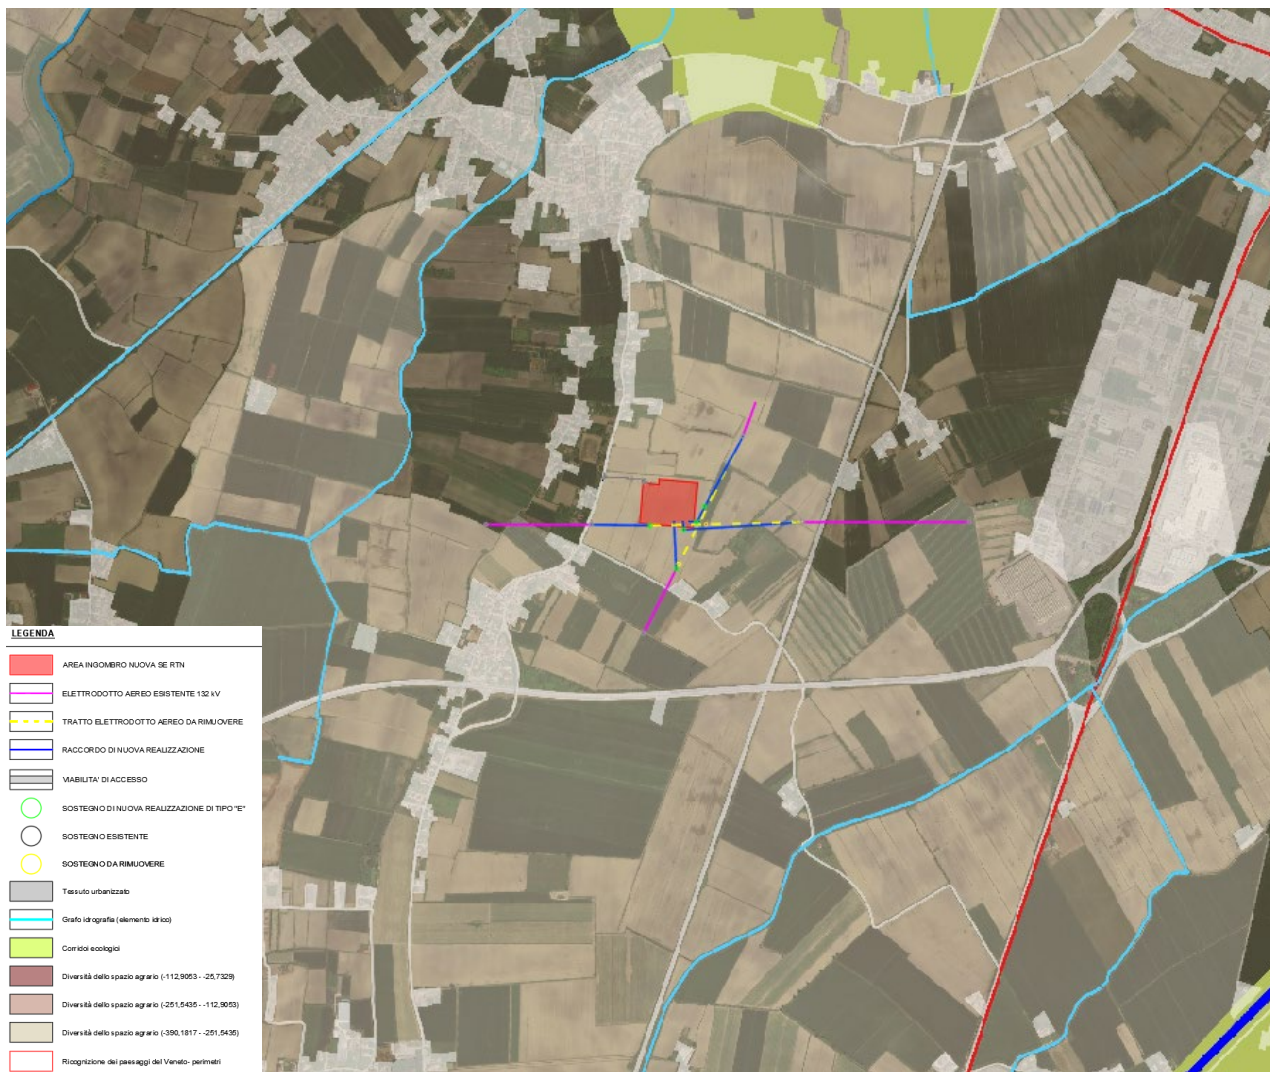 LEGENDA
AREA INGOMBRO NUOVA SE RTN
ELETTRODOTTO AEREO ESISTENTE 132 kV
TRATTO ELETTRODOTTO AEREO DA RIMUOVERE
RACCORDO DI NUOVA REALIZZAZIONE
VIABILITA' DI ACCESSO
SOSTEGNO DI NUOVA REALIZZAZIONE DI TIPO "E"
SOSTEGNO ESISTENTE
SOSTEGNO DA RIMUOVERE
Tessuto urbanizzato
Grafo idrografia (elemento idrico)
Corridoi ecologici
Diversità dello spazio agrario (-112,9053 - -25,7329)
Diversità dello spazio agrario (-251,5435 - -112,9053)
Diversità dello spazio agrario (-390,1817 - -251,5435)
Ricognizione dei paesaggi del Veneto- perimetri